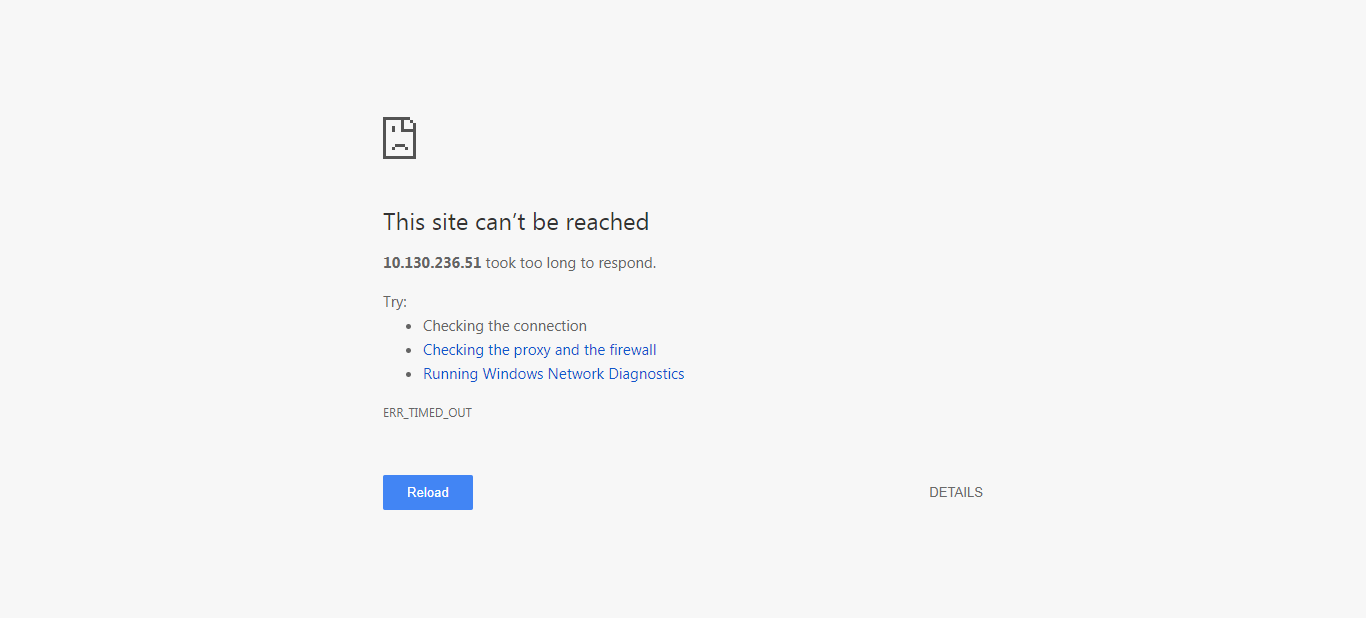 This site can’t be reached
10.130.236.51 took too long to respond.
Try:
Checking the connection
Checking the proxy and the firewall
Running Windows Network Diagnostics
ERR_TIMED_OUT
Reload
DETAILS